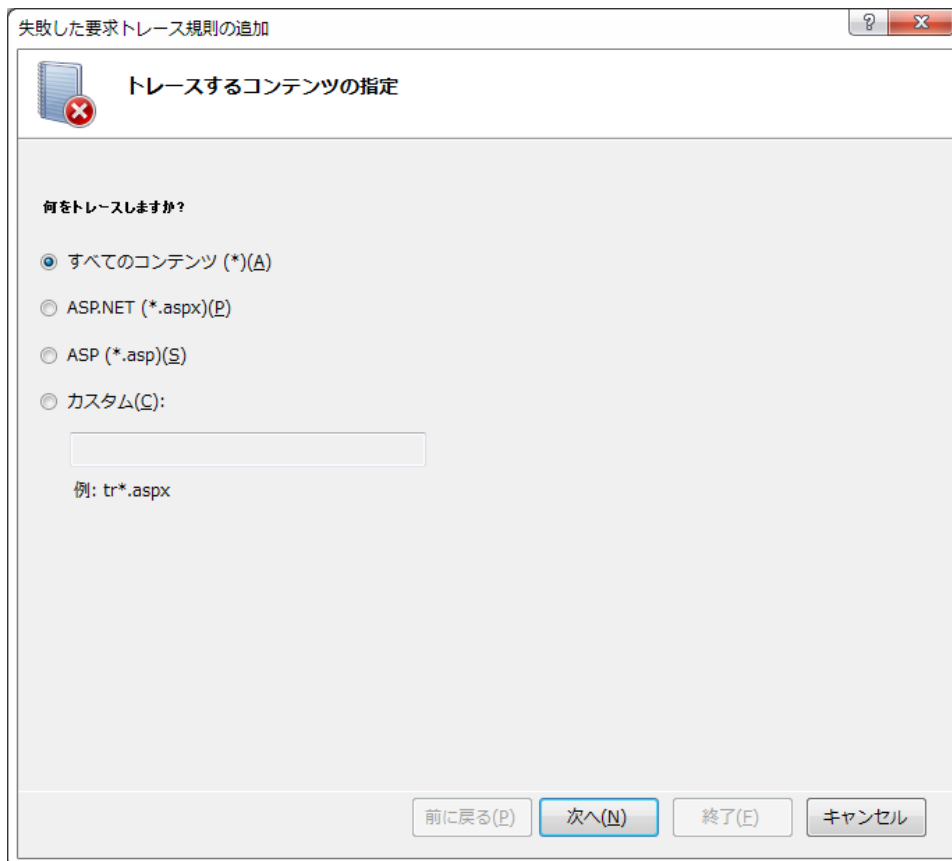 失敗した要求トレース規則の追加
トレースするコンテンツの指定
何をトレースしますか?
すべてのコンテンツ (*)(A)
ASP.NET (*.aspx)(P)
ASP (*.asp)(S)
カスタム(C):
例: tr*.aspx
前に戻る(P) 次へ(N) 終了(F) キャンセル